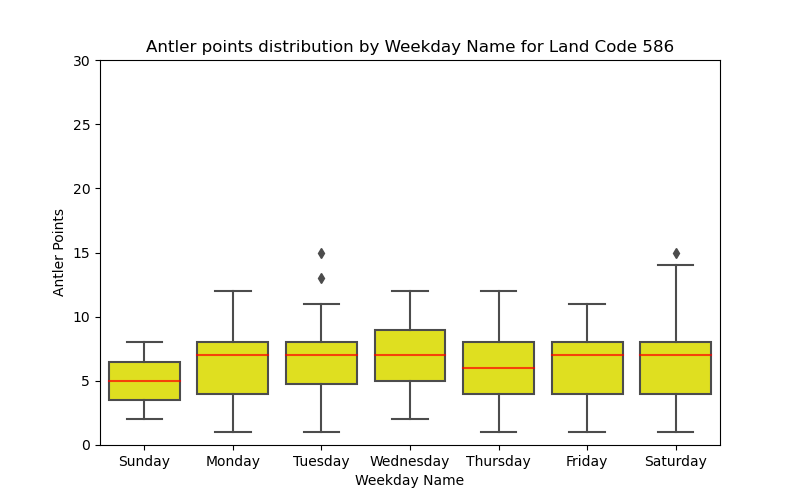 Antler points distribution by Weekday Name for Land Code 586
30
25
20
15
10
5
0
Antler Points
Sunday Monday Tuesday Wednesday Thursday Friday Saturday
Weekday Name